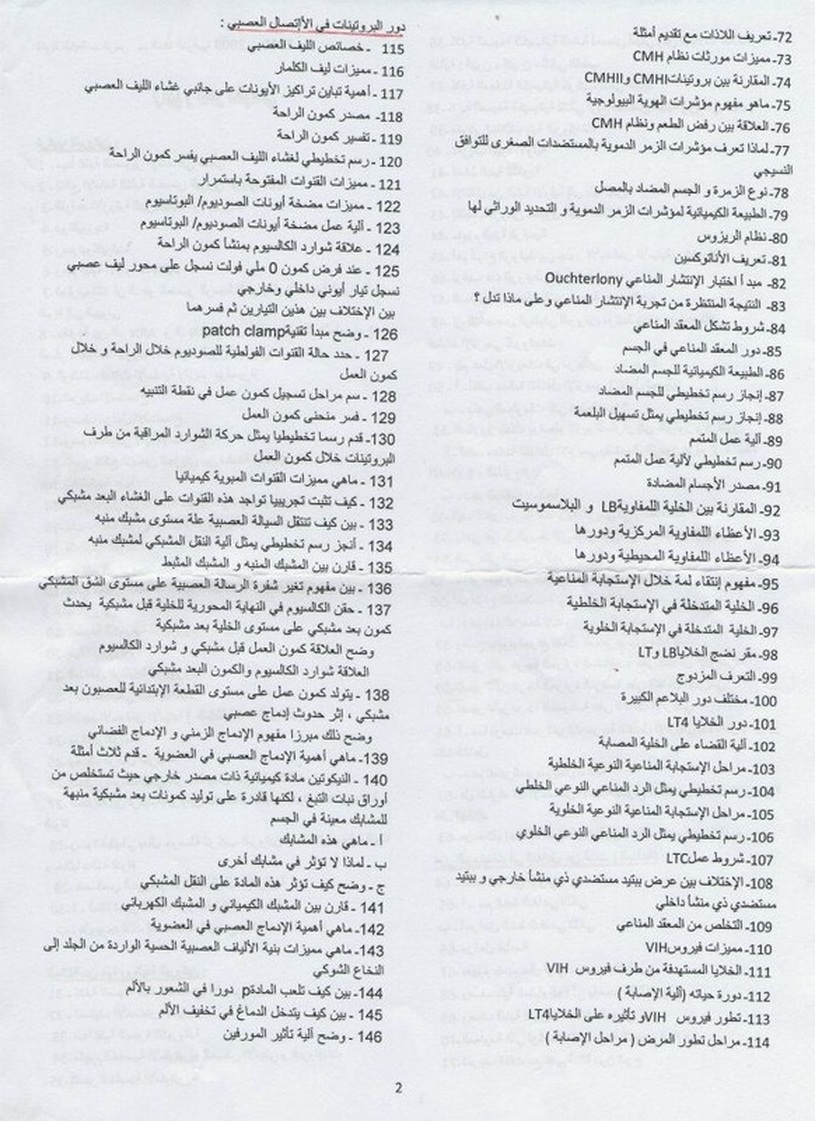 72- تعريف اللاذات مع تقديم أمثلة
73- مميزات مورثات نظام CMH
74- المقارنة بين بروتينات CMHI وCMHII
75- ماهو مفهوم مؤشرات الهوية البيولوجية
76- العلاقة بين رفض الطعم ونظام CMH
77- لماذا تعرف مؤشرات الزمر الدموية بالمستضدات الصغرى للتوافق
النسيجي
78- نوع الزمرة و الجسم المضاد بالمصل
79- الطبيعة الكيميائية لمؤشرات الزمر الدموية و التحديد الوراثي لها
80- نظام الريزوس
81- تعريف الأناتوكسين
82- مبدأ اختبار الإنتشار المناعي Ouchterlony
83- النتيجة المنتظرة من تجربة الإنتشار المناعي وعلى ماذا تدل ؟
84- شروط تشكل المعقد المناعي
85- دور المعقد المناعي في الجسم
86- الطبيعة الكيميائية للجسم المضاد
87- إنجاز رسم تخطيطي للجسم المضاد
88- إنجاز رسم تخطيطي يمثل تسهيل البلعمة
89- آلية عمل المتمم
90- رسم تخطيطي لآلية عمل المتمم
91- مصدر الأجسام المضادة
92- المقارنة بين الخلية اللمفاوية LB و البلاسموسيت
93- الأعظاء اللمفاوية المركزية ودورها
94- الأعظاء اللمفاوية المحيطية ودورها
95- مفهوم إنتقاء لمة خلال الإستجابة المناعية
96- الخلية المتدخلة في الإستجابة الخلطية
97- الخلية المتدخلة في الإستجابة الخلوية
98- مقر نضج الخلايا LB و LT
99- التعرف المزدوج
100- مختلف دور البلاعم الكبيرة
101- دور الخلايا LT4
102- آلية القضاء على الخلية المصابة
103- مراحل الإستجابة المناعية النوعية الخلطية
104- رسم تخطيطي يمثل الرد المناعي النوعي الخلطي
105- مراحل الإستجابة المناعية النوعية الخلوية
106- رسم تخطيطي يمثل الرد المناعي النوعي الخلوي
107- شروط عمل LTC
108- الإختلاف بين عرض ببتيد مستضدي ذي منشأ خارجي و ببتيد
مستضدي ذي منشأ داخلي
109- التخلص من المعقد المناعي
110- مميزات فيروس VIH
111- الخلايا المستهدفة من طرف فيروس VIH
112- دورة حياته (آلية الإصابة )
113- تطور فيروس VIH و تأثيره على الخلايا LT4
114- مراحل تطور المرض ( مراحل الإصابة )
دور البروتينات في الإتصال العصبي :
115 - خصائص الليف العصبي
116 - مميزات ليف الكلمار
117 - أهمية تباين تراكيز الأيونات على جانبي غشاء الليف العصبي
118- مصدر كمون الراحة
119 - تفسير كمون الراحة
120 - رسم تخطيطي لغشاء الليف العصبي يفسر كمون الراحة
121 - مميزات القنوات المفتوحة باستمرار
122 - مميزات مضخة أيونات الصوديوم/ البوتاسيوم
123 - آلية عمل مضخة أيونات الصوديوم/ البوتاسيوم
124 - علاقة شوارد الكالسيوم بمنشأ كمون الراحة
125 - عند فرض كمون 0 ملي فولت نسجل على محور ليف عصبي
نسجل تيار أيوني داخلي وخارجي
بين الإختلاف بين هذين التيارين ثم فسرهما
126 - وضح مبدأ تقنية patch clamp
127 - حدد حالة القنوات الفولطية للصوديوم خلال الراحة و خلال
كمون العمل
128 - سم مراحل تسجيل كمون عمل في نقطة التنبيه
129 - فسر منحنى كمون العمل
130- قدم رسما تخطيطيا يمثل حركة الشوارد المراقبة من طرف
البروتينات خلال كمون العمل
131 - ماهي مميزات القنوات المبوبة كيميائيا
132 - كيف تثبت تجريبيا تواجد هذه القنوات على الغشاء البعد مشبكي
133 - بين كيف تنتقل السيالة العصبية علة مستوى مشبك منبه
134 - أنجز رسم تخطيطي يمثل آلية النقل المشبكي لمشبك منبه
135 - قارن بين المشبك المنبه و المشبك المثبط
136 - بين مفهوم تغير شفرة الرسالة العصبية على مستوى الشق المشبكي
137 - حقن الكالسيوم في النهاية المحورية للخلية قبل مشبكية يحدث
كمون بعد مشبكي على مستوى الخلية بعد مشبكية
وضح العلاقة كمون العمل قبل مشبكي و شوارد الكالسيوم
العلاقة شوارد الكالسيوم والكمون البعد مشبكي
138 - يتولد كمون عمل على مستوى القطعة الإبتدائية للعصبون بعد
مشبكي ، إثر حدوث إدماج عصبي
وضح ذلك مبرزا مفهوم الإدماج الزمني و الإدماج الفضائي
139- ماهي أهمية الإدماج العصبي في العضوية - قدم ثلاث أمثلة
140 - النيكوتين مادة كيميائية ذات مصدر خارجي حيث تستخلص من
أوراق نبات التبغ ، لكنها قادرة على توليد كمونات بعد مشبكية منبهة
للمشابك معينة في الجسم
أ - ماهي هذه المشابك
ب - لماذا لا تؤثر في مشابك أخرى
ج - وضح كيف تؤثر هذه المادة على النقل المشبكي
141 - قارن بين المشبك الكيميائي و المشبك الكهربائي
142 - ماهي أهمية الإدماج العصبي في العضوية
143- ماهي مميزات بنية الألياف العصبية الحسية الواردة من الجلد إلى
النخاع الشوكي
144- بين كيف تلعب المادة p دورا في الشعور بالألم
145 - بين كيف يتدخل الدماغ في تخفيف الألم
146 - وضح آلية تأثير المورفين
2